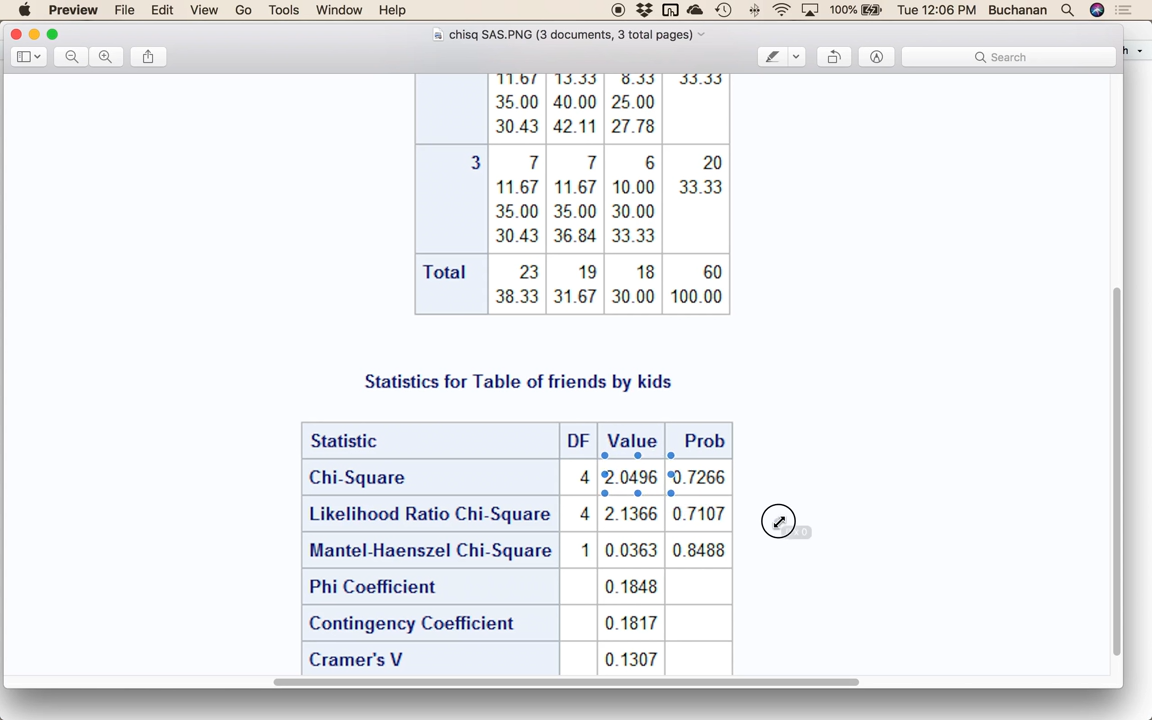 Preview File Edit View Go Tools Window Help 100% Tue 12:06 PM Buchanan
chisq SAS.PNG (3 documents, 3 total pages)
Search
h
11.67 13.33 8.33 33.33
35.00 40.00 25.00
30.43 42.11 27.78
3 7 7 6 20
11.67 11.67 10.00 33.33
35.00 35.00 30.00
30.43 36.84 33.33
Total 23 19 18 60
38.33 31.67 30.00 100.00
Statistics for Table of friends by kids
Statistic DF Value Prob
Chi-Square 4 2.0496 0.7266
Likelihood Ratio Chi-Square 4 2.1366 0.7107
Mantel-Haenszel Chi-Square 1 0.0363 0.8488
Phi Coefficient 0.1848
Contingency Coefficient 0.1817
Cramer's V 0.1307